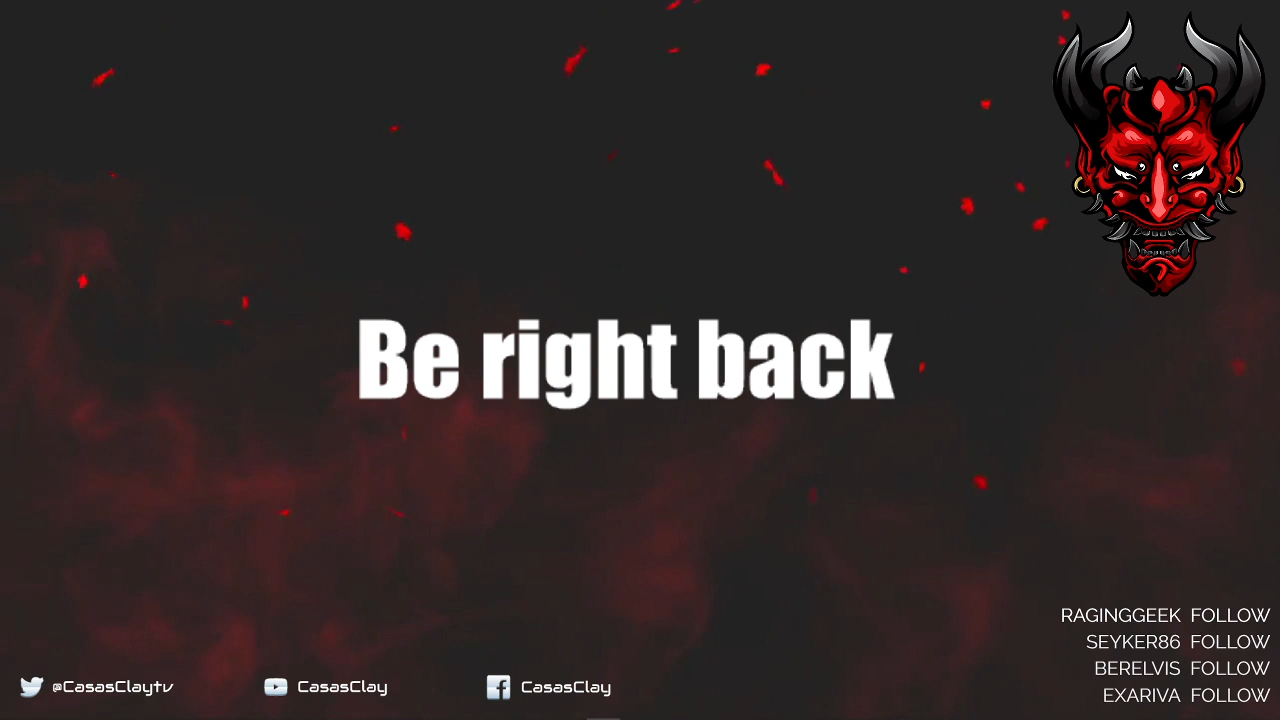 Be right back
RAGINGGEEK FOLLOW
SEYKER86 FOLLOW
BERELVIS FOLLOW
EXARIVA FOLLOW
@CasasClaytv CasasClay CasasClay